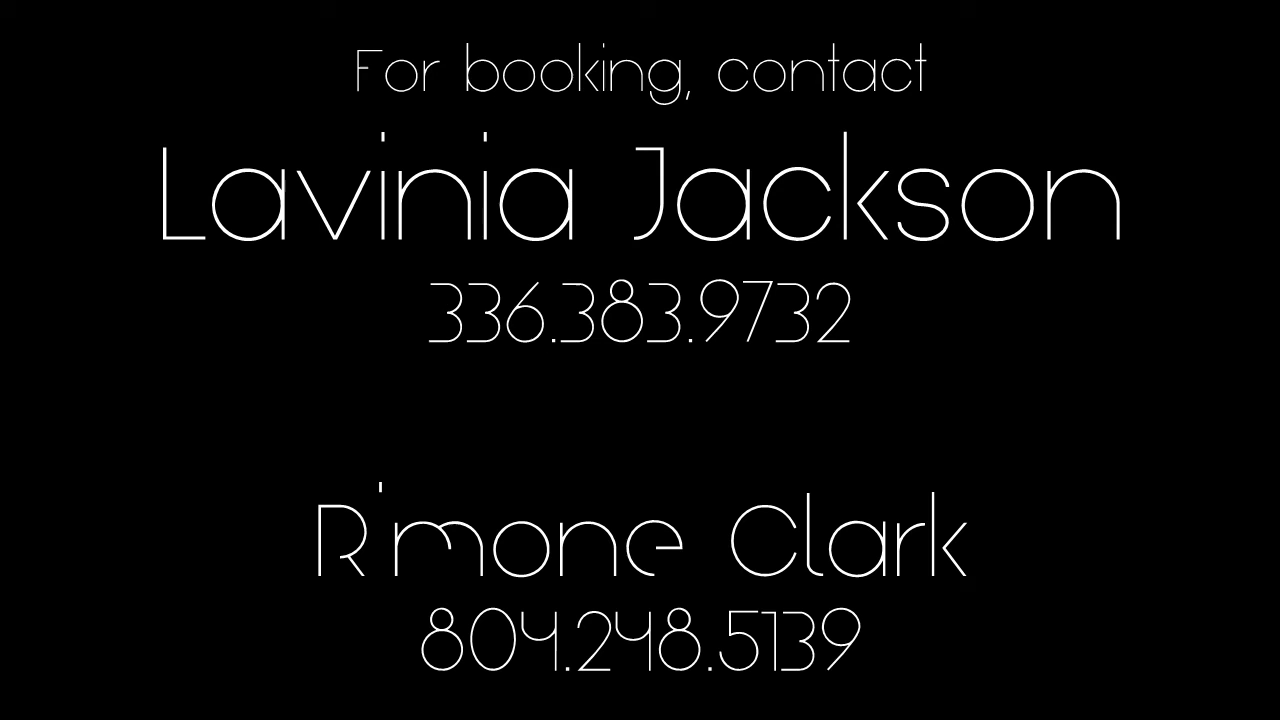 For booking, contact
Lavinia Jackson
336.383.9732
R'mone Clark
804.248.5139